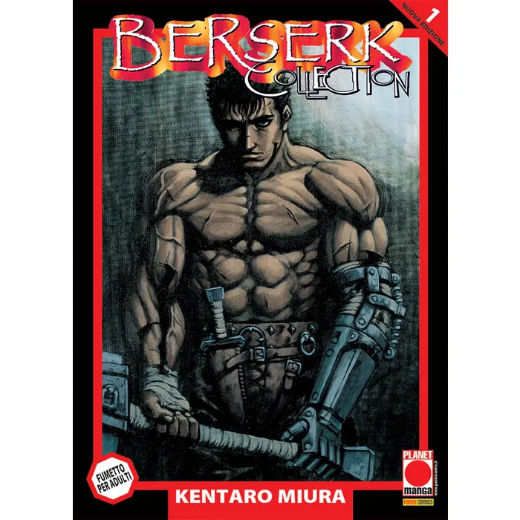 BERSERK
COLLECTION
1
NUOVA EDIZIONE
FUMETTO
PER ADULTI
KENTARO MIURA
PLANET
manga